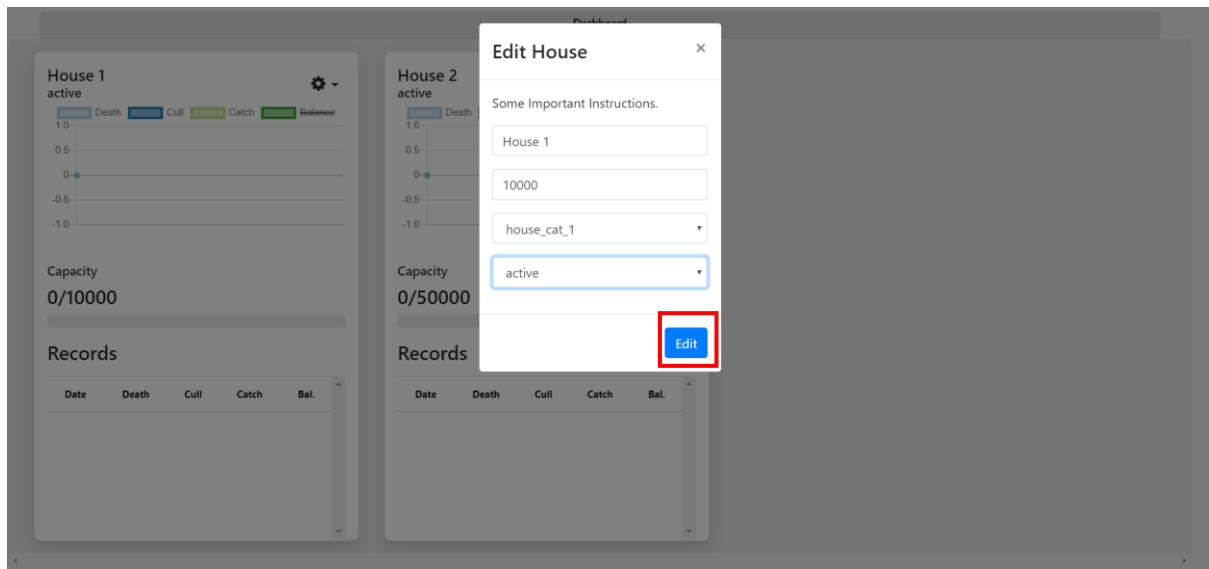 Dashboard
House 1
active
Death Cull Catch Balance
1.0
0.5
0
-0.5
-1.0
Capacity
0/10000
Records
Date Death Cull Catch Bal.
House 2
active
Death
1.0
0.5
0
-0.5
-1.0
Capacity
0/50000
Records
Date Death Cull Catch Bal.
Edit House ×
Some Important Instructions.
House 1
10000
house_cat_1
active
Edit